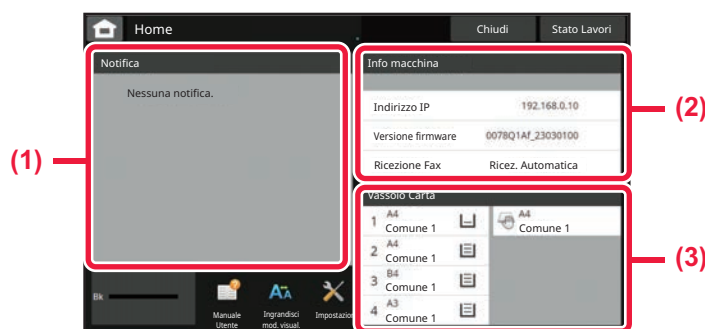 Home
Chiudi
Stato Lavori
Notifica
Nessuna notifica.
Info macchina
Indirizzo IP 192.168.0.10
Versione firmware 0078Q1Af_23030100
Ricezione Fax Ricez. Automatica
Vassoio Carta
1 A4
Comune 1
2 A4
Comune 1
3 B4
Comune 1
4 A3
Comune 1
A4
Comune 1
Bk
Manuale
Utente
Ingrandisci
mod. visual.
Impostazion
(1)
(2)
(3)